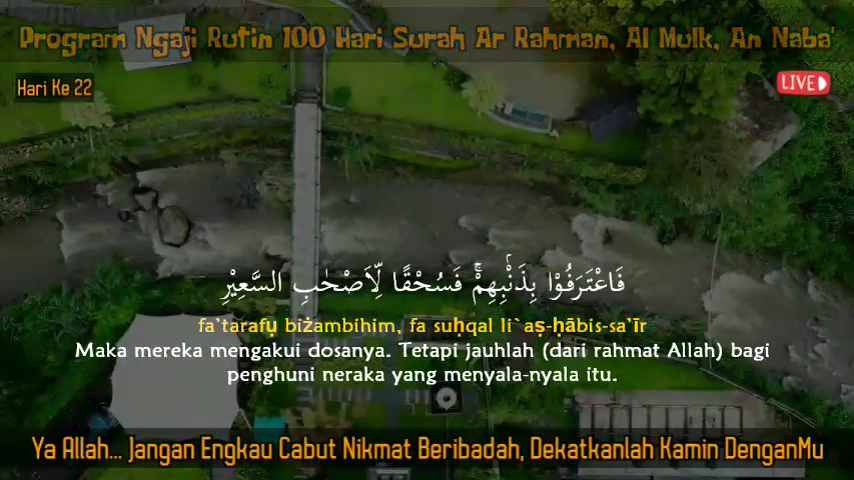 Program Ngaji Rutin 100 Hari Surah Ar Rahman, Al Mulk, An Naba'
Hari Ke 22
LIVE
فَاعْتَرَفُوْا بِذَنْۢبِهِمْۚ فَسُحْقًا لِّاَصْحٰبِ السَّعِيْرِ
fa'tarafụ biżambihim, fa suḥqal li`aṣ-ḥābis-sa'īr
Maka mereka mengakui dosanya. Tetapi jauhlah (dari rahmat Allah) bagi
penghuni neraka yang menyala-nyala itu.
Ya Allah... Jangan Engkau Cabut Nikmat Beribadah, Dekatkanlah Kamin DenganMu